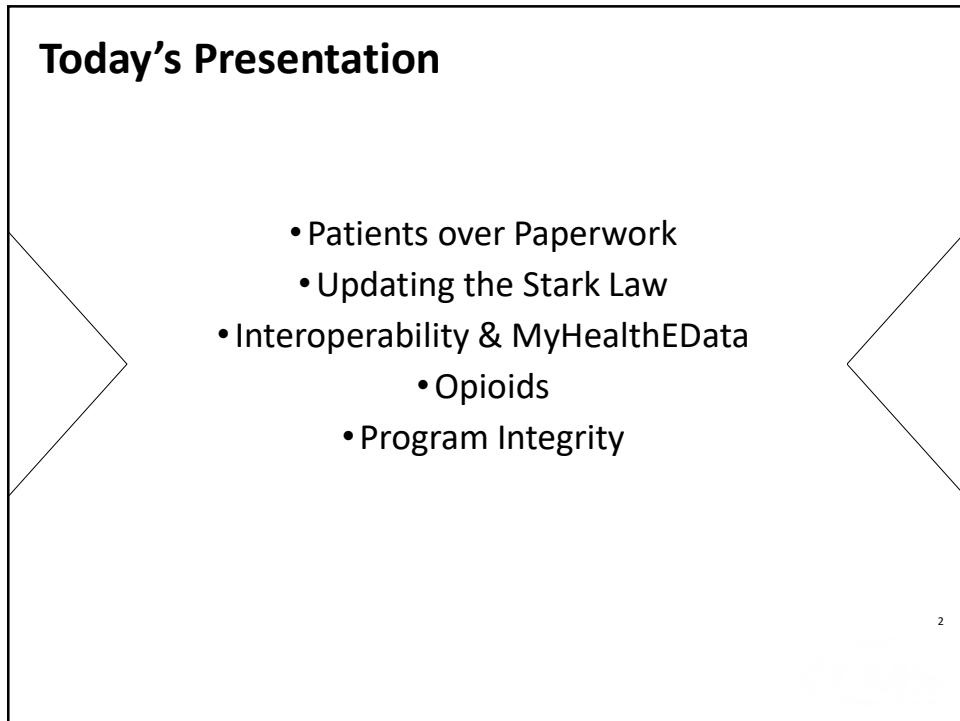 Today’s Presentation
• Patients over Paperwork
• Updating the Stark Law
• Interoperability & MyHealthEData
• Opioids
• Program Integrity
2